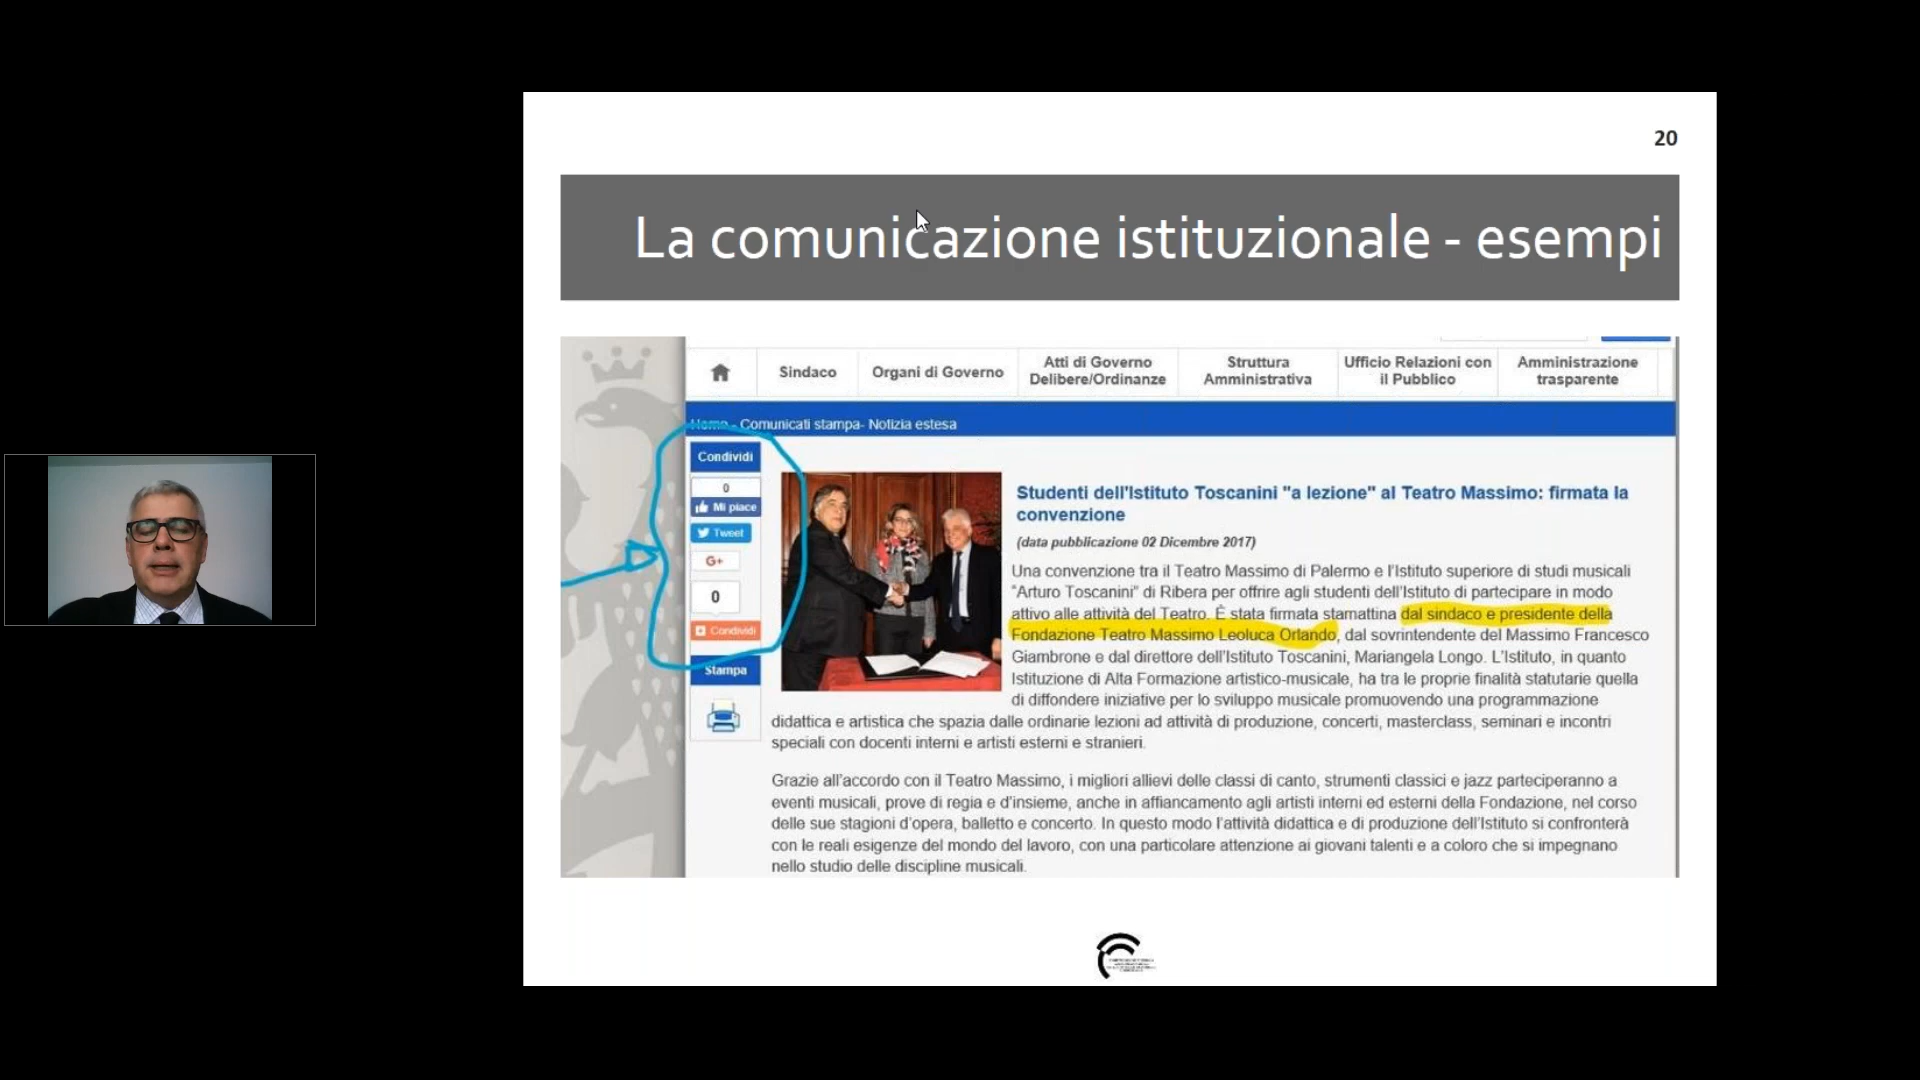 20
La comunicazione istituzionale - esempi
Sindaco
Organi di Governo
Atti di Governo
Delibere/Ordinanze
Struttura
Amministrativa
Ufficio Relazioni con
il Pubblico
Amministrazione
trasparente
Home - Comunicati stampa- Notizia estesa
Condividi
0
Mi piace
Tweet
G+
0
Condividi
Stampa
Studenti dell'Istituto Toscanini "a lezione" al Teatro Massimo: firmata la
convenzione
(data pubblicazione 02 Dicembre 2017)
Una convenzione tra il Teatro Massimo di Palermo e l'Istituto superiore di studi musicali
"Arturo Toscanini" di Ribera per offrire agli studenti dell'Istituto di partecipare in modo
attivo alle attività del Teatro. È stata firmata stamattina dal sindaco e presidente della
Fondazione Teatro Massimo Leoluca Orlando, dal sovrintendente del Massimo Francesco
Giambrone e dal direttore dell'Istituto Toscanini, Mariangela Longo. L'Istituto, in quanto
Istituzione di Alta Formazione artistico-musicale, ha tra le proprie finalità statutarie quella
di diffondere iniziative per lo sviluppo musicale promuovendo una programmazione
didattica e artistica che spazia dalle ordinarie lezioni ad attività di produzione, concerti, masterclass, seminari e incontri
speciali con docenti interni e artisti esterni e stranieri.
Grazie all'accordo con il Teatro Massimo, i migliori allievi delle classi di canto, strumenti classici e jazz parteciperanno a
eventi musicali, prove di regia e d'insieme, anche in affiancamento agli artisti interni ed esterni della Fondazione, nel corso
delle sue stagioni d'opera, balletto e concerto. In questo modo l'attività didattica e di produzione dell'Istituto si confronterà
con le reali esigenze del mondo del lavoro, con una particolare attenzione ai giovani talenti e a coloro che si impegnano
nello studio delle discipline musicali.